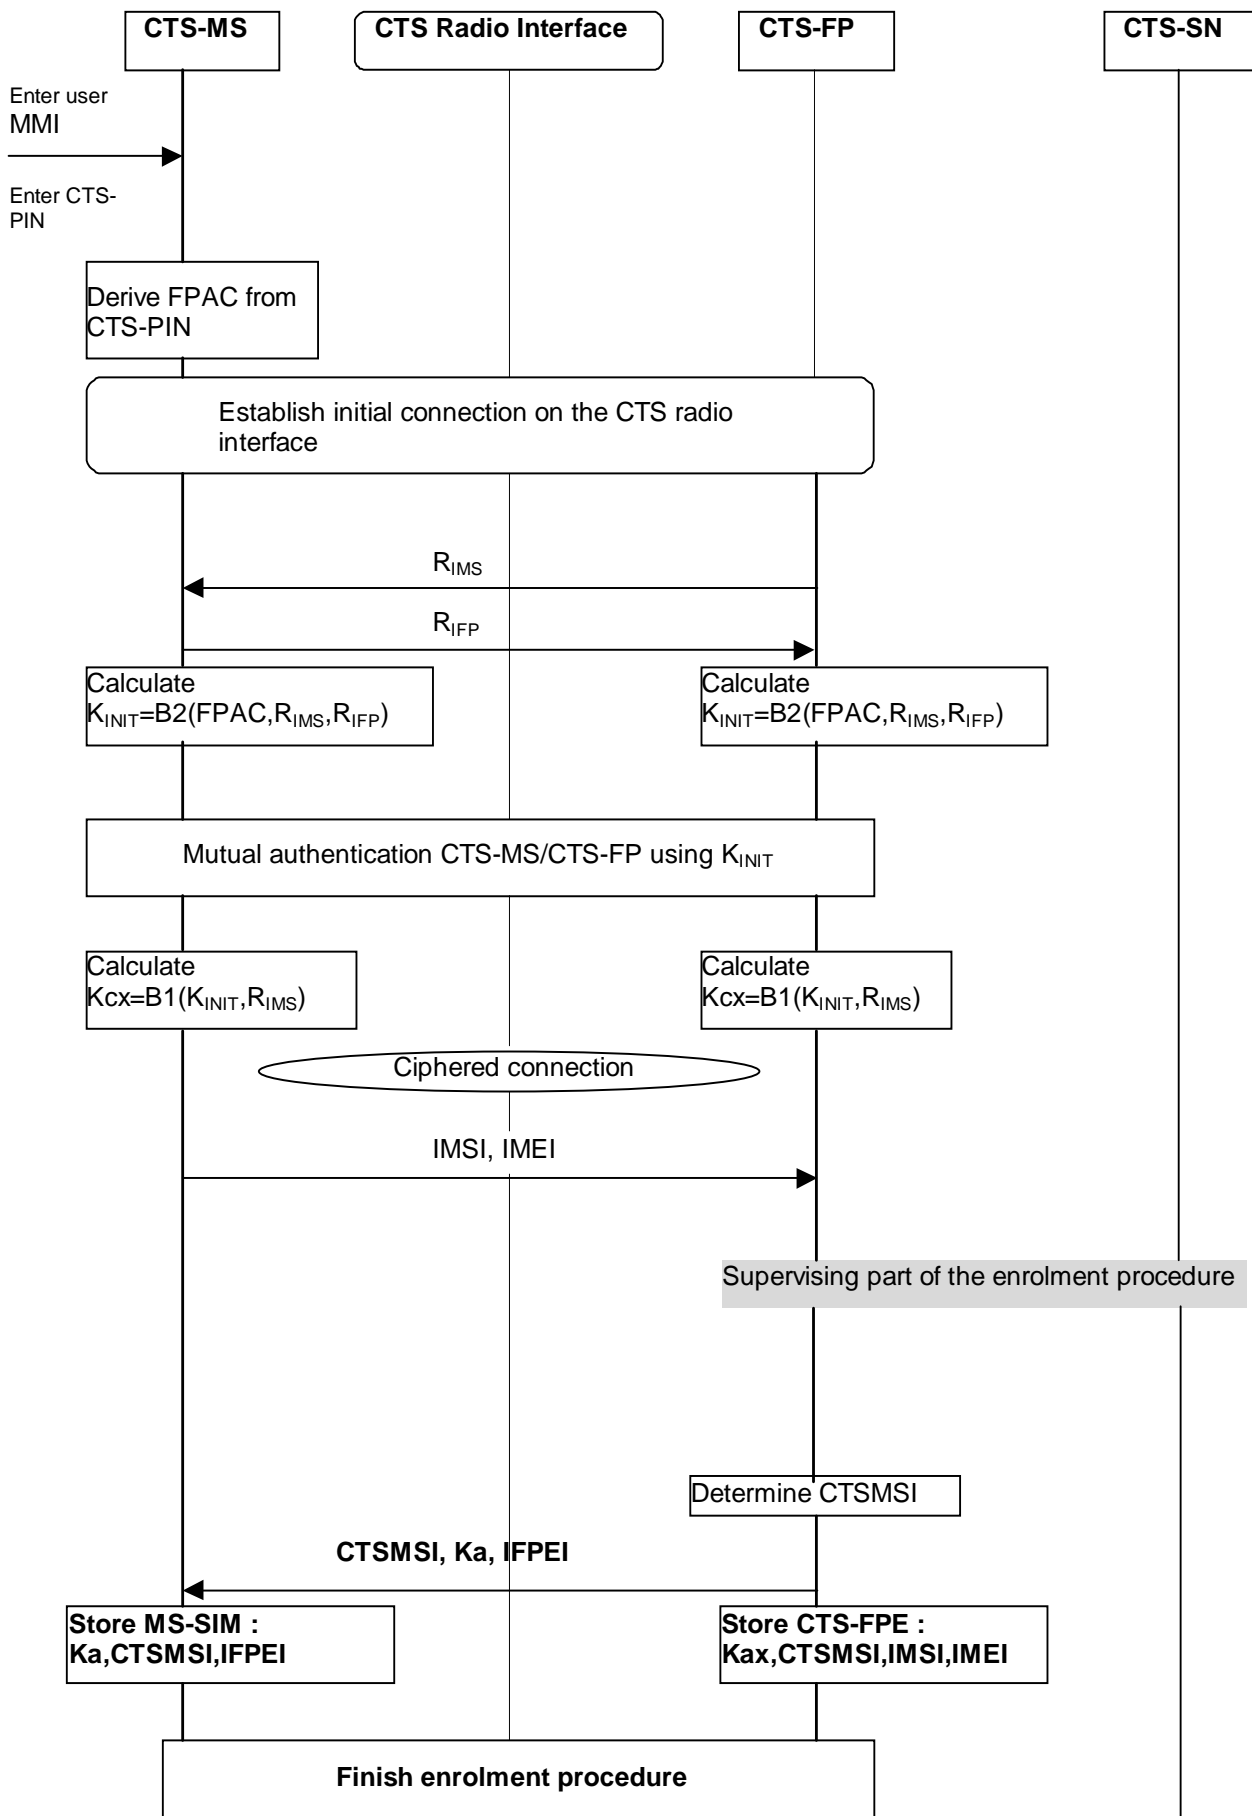 CTS-MS
CTS Radio Interface
CTS-FP
CTS-SN
Enter user
MMI
Enter CTS-
PIN
Derive FPAC from
CTS-PIN
Establish initial connection on the CTS radio
interface
RIMS
RIFP
Calculate
KINIT=B2(FPAC,RIMS,RIFP)
Calculate
KINIT=B2(FPAC,RIMS,RIFP)
Mutual authentication CTS-MS/CTS-FP using KINIT
Calculate
Kcx=B1(KINIT,RIMS)
Calculate
Kcx=B1(KINIT,RIMS)
Ciphered connection
IMSI, IMEI
Supervising part of the enrolment procedure
Determine CTSMSI
CTSMSI, Ka, IFPEI
Store MS-SIM :
Ka,CTSMSI,IFPEI
Store CTS-FPE :
Kax,CTSMSI,IMSI,IMEI
Finish enrolment procedure